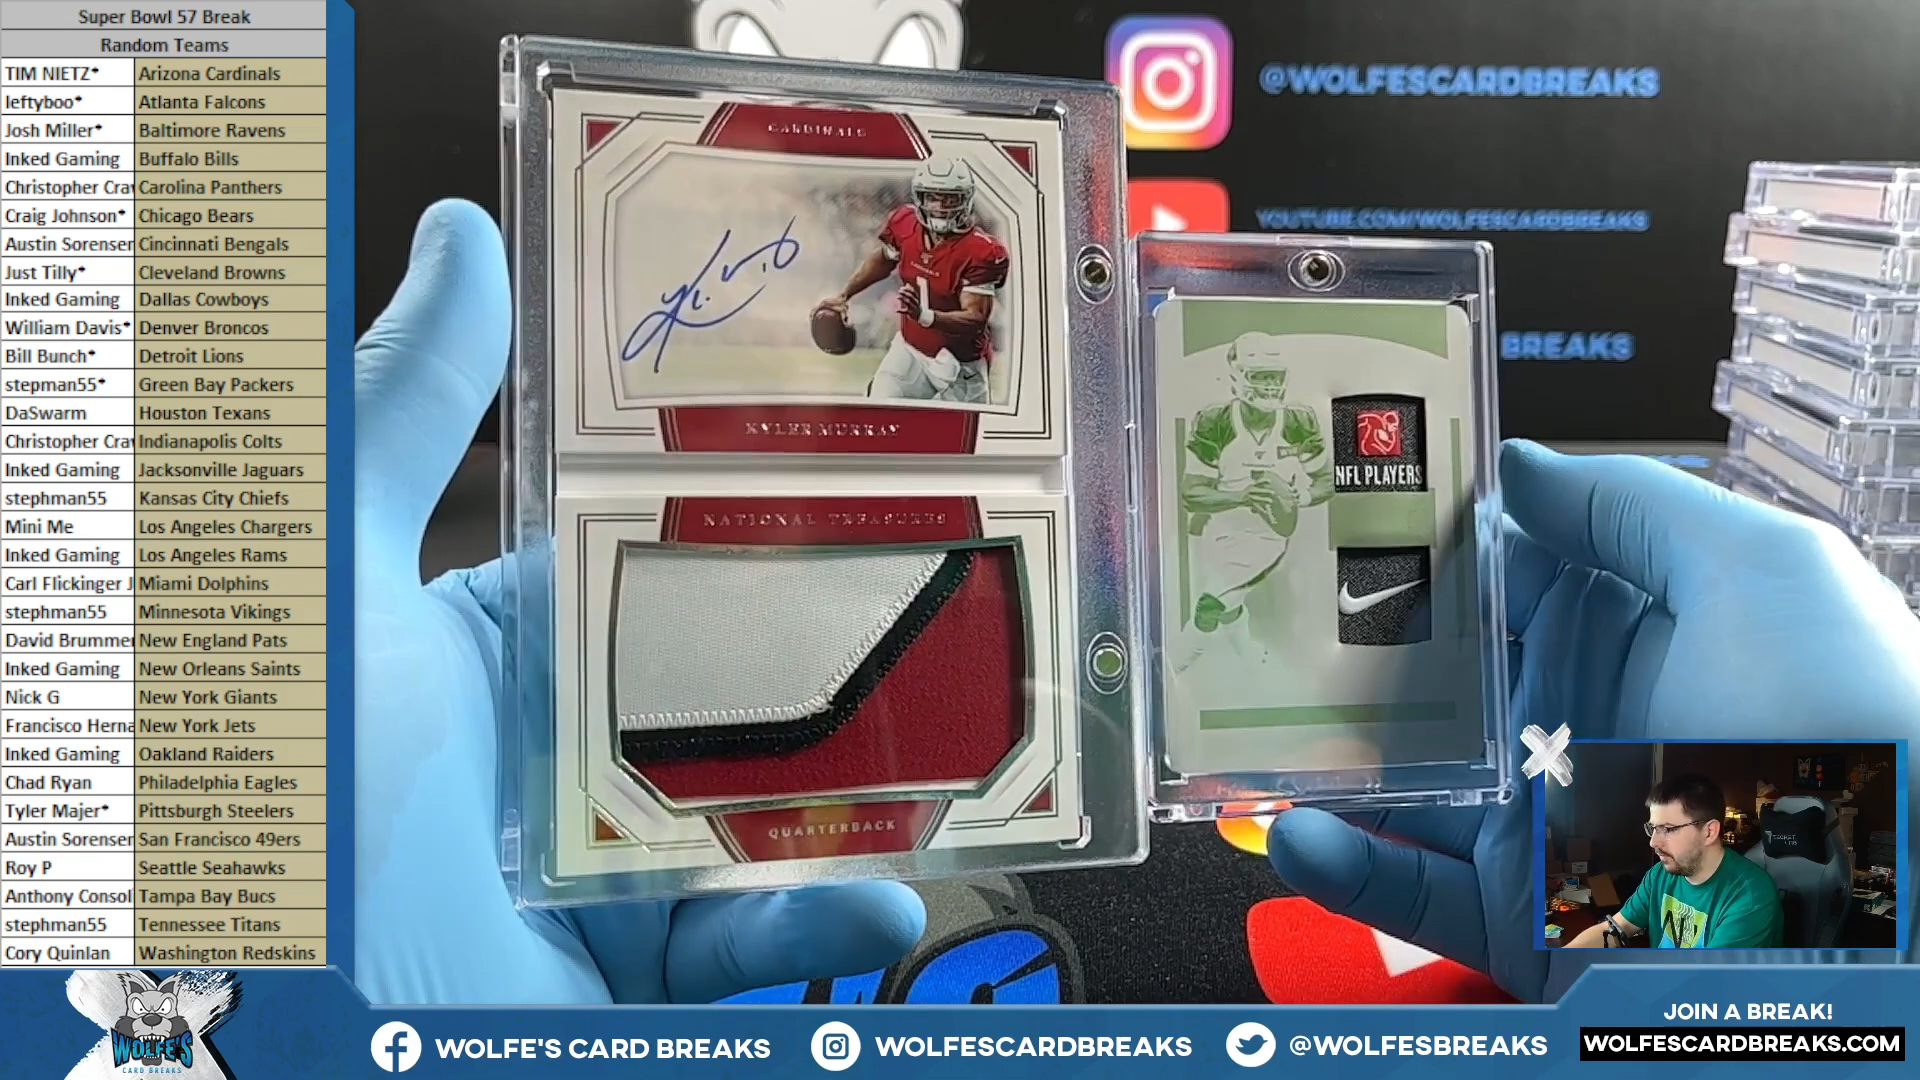 Super Bowl 57 Break
Random Teams
TIM NIETZ* Arizona Cardinals
leftyboo* Atlanta Falcons
Josh Miller* Baltimore Ravens
Inked Gaming Buffalo Bills
Christopher Cra Carolina Panthers
Craig Johnson* Chicago Bears
Austin Sorenser Cincinnati Bengals
Just Tilly* Cleveland Browns
Inked Gaming Dallas Cowboys
William Davis* Denver Broncos
Bill Bunch* Detroit Lions
stepman55* Green Bay Packers
DaSwarm Houston Texans
Christopher Cra Indianapolis Colts
Inked Gaming Jacksonville Jaguars
stephman55 Kansas City Chiefs
Mini Me Los Angeles Chargers
Inked Gaming Los Angeles Rams
Carl Flickinger J Miami Dolphins
stephman55 Minnesota Vikings
David Brummer New England Pats
Inked Gaming New Orleans Saints
Nick G New York Giants
Francisco Herna New York Jets
Inked Gaming Oakland Raiders
Chad Ryan Philadelphia Eagles
Tyler Majer* Pittsburgh Steelers
Austin Sorenser San Francisco 49ers
Roy P Seattle Seahawks
Anthony Consol Tampa Bay Bucs
stephman55 Tennessee Titans
Cory Quinlan Washington Redskins
@WOLFESCARDBREAKS
YOUTUBE.COM/WOLFESCARDBREAKS
BREAKS
CARDINALS
1
KYLER MURRAY
NATIONAL TREASURES
QUARTERBACK
NFL PLAYERS
WOLFE'S
CARD BREAKS
WOLFE'S CARD BREAKS
WOLFESCARDBREAKS
@WOLFESBREAKS
JOIN A BREAK!
WOLFESCARDBREAKS.COM